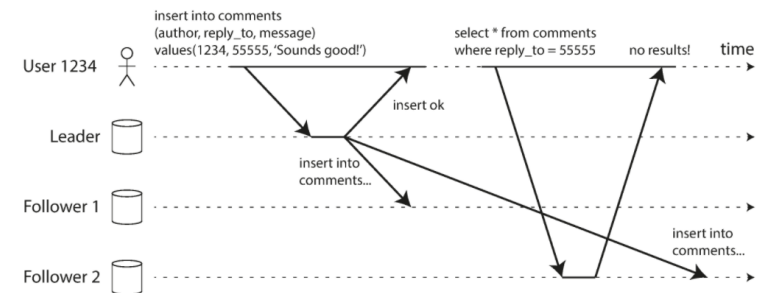 insert into comments
(author, reply_to, message)
values(1234, 55555, ‘Sounds good!’)
select * from comments
where reply_to = 55555
no results!
time
User 1234
insert ok
Leader
insert into
comments...
Follower 1
insert into
comments...
Follower 2